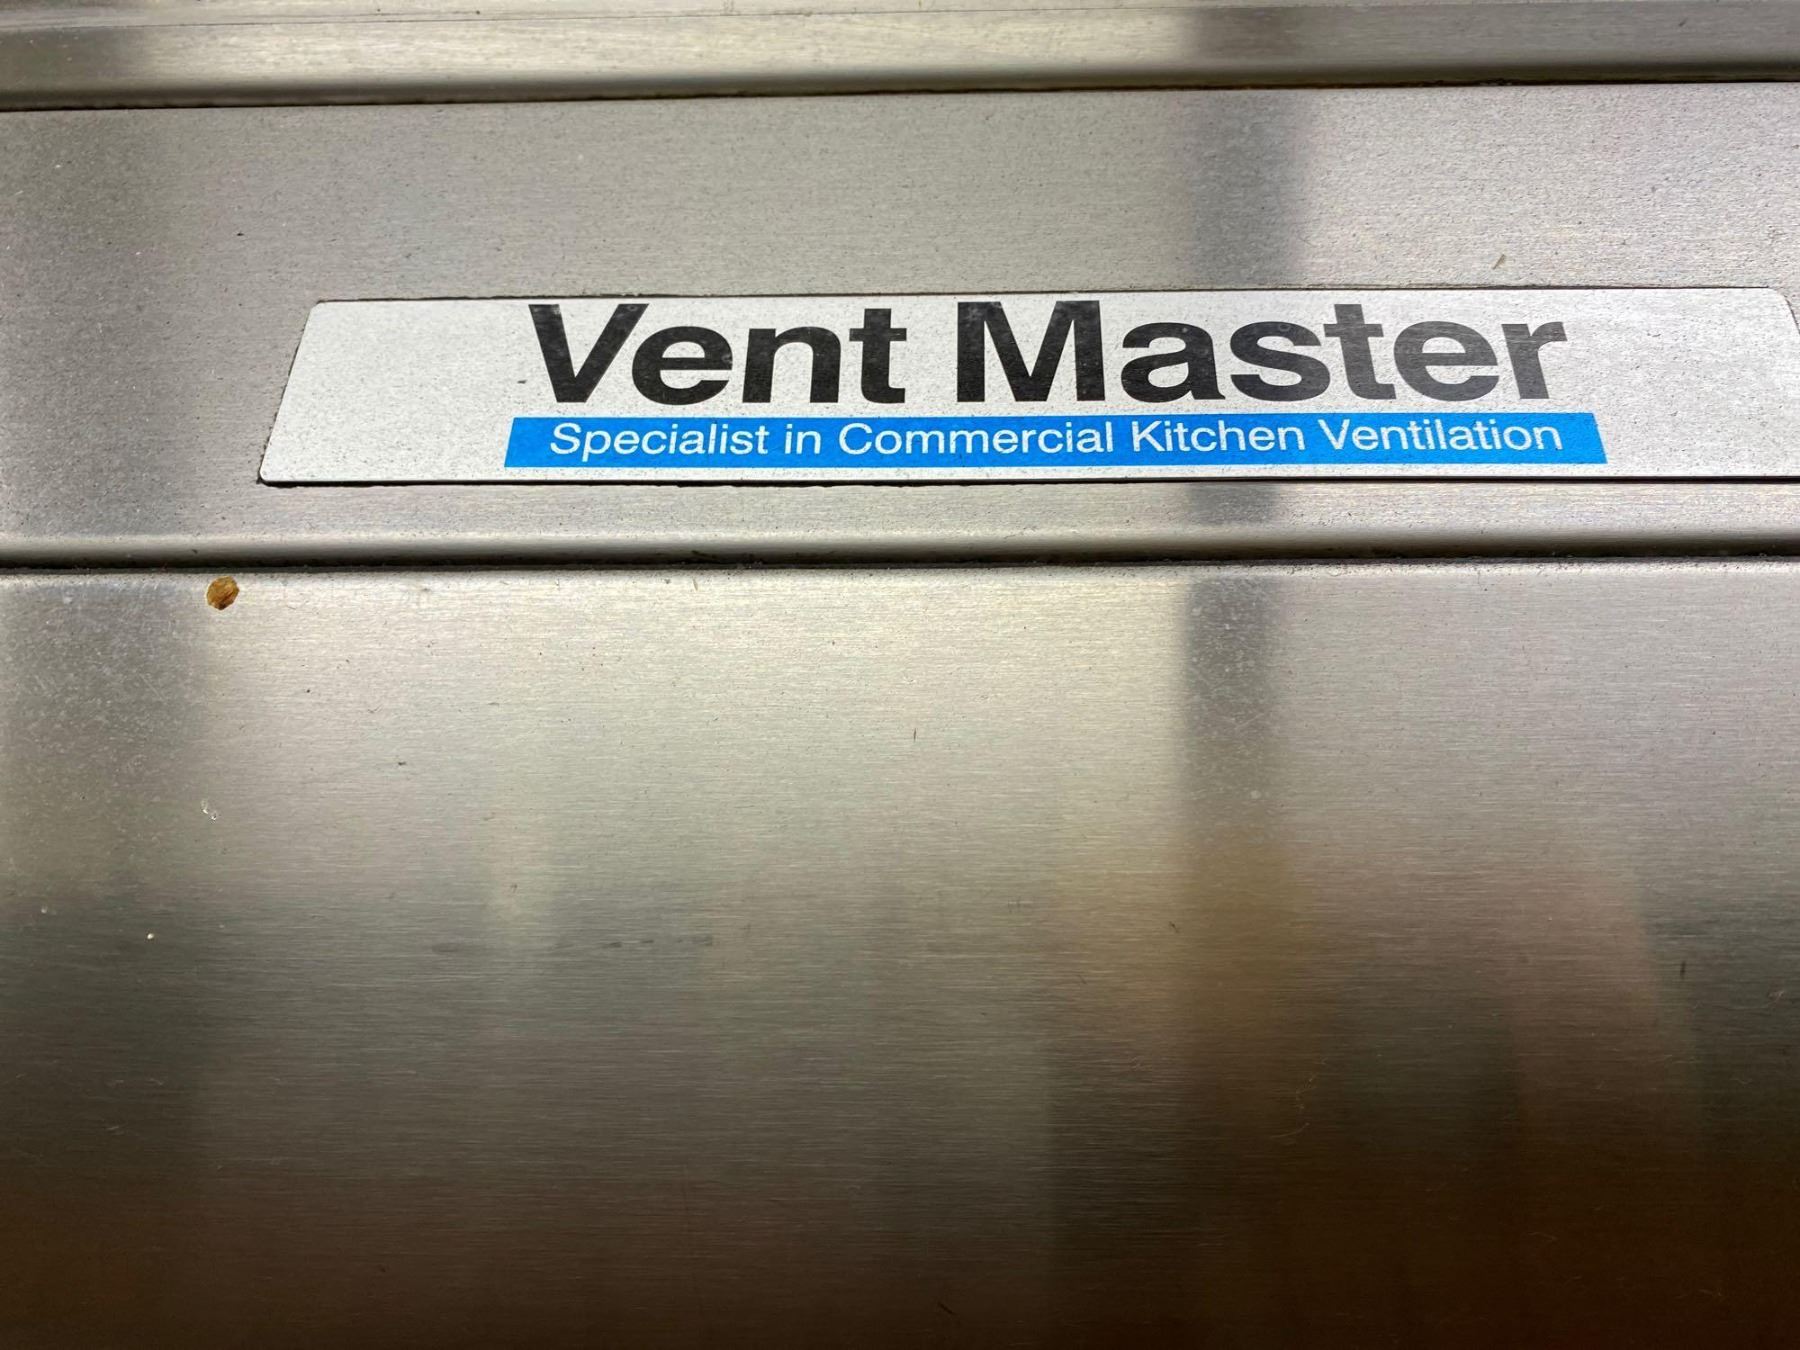 Vent Master
Specialist in Commercial Kitchen Ventilation